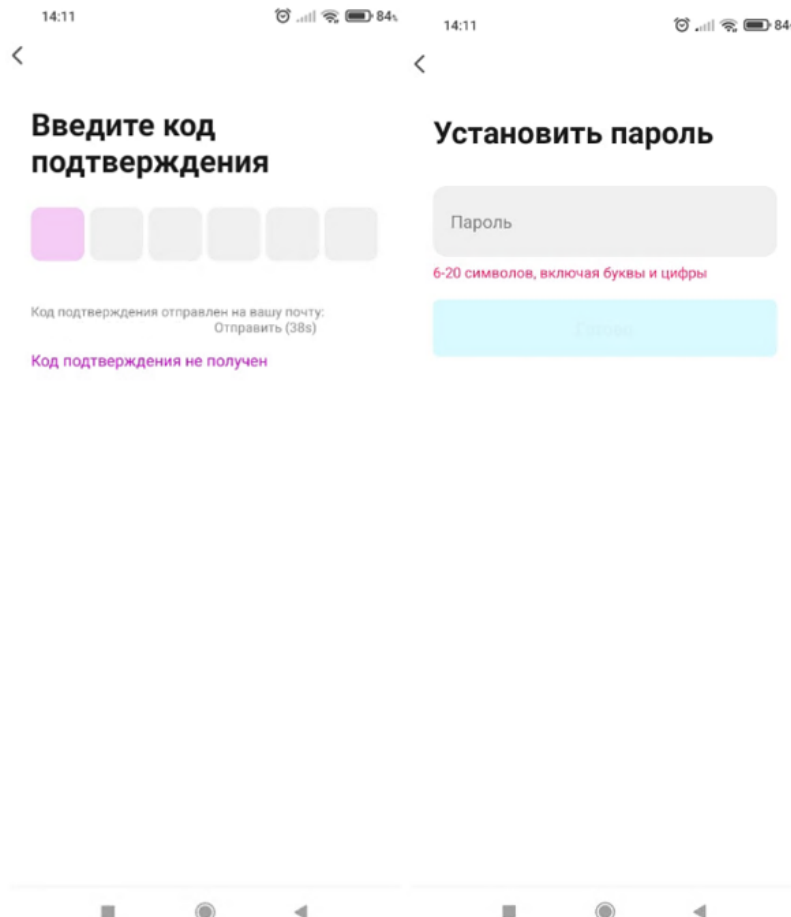 14:11
84
Введите код
подтверждения
Код подтверждения отправлен на вашу почту:
Отправить (38s)
Код подтверждения не получен
14:11
84
Установить пароль
Пароль
6-20 символов, включая буквы и цифры